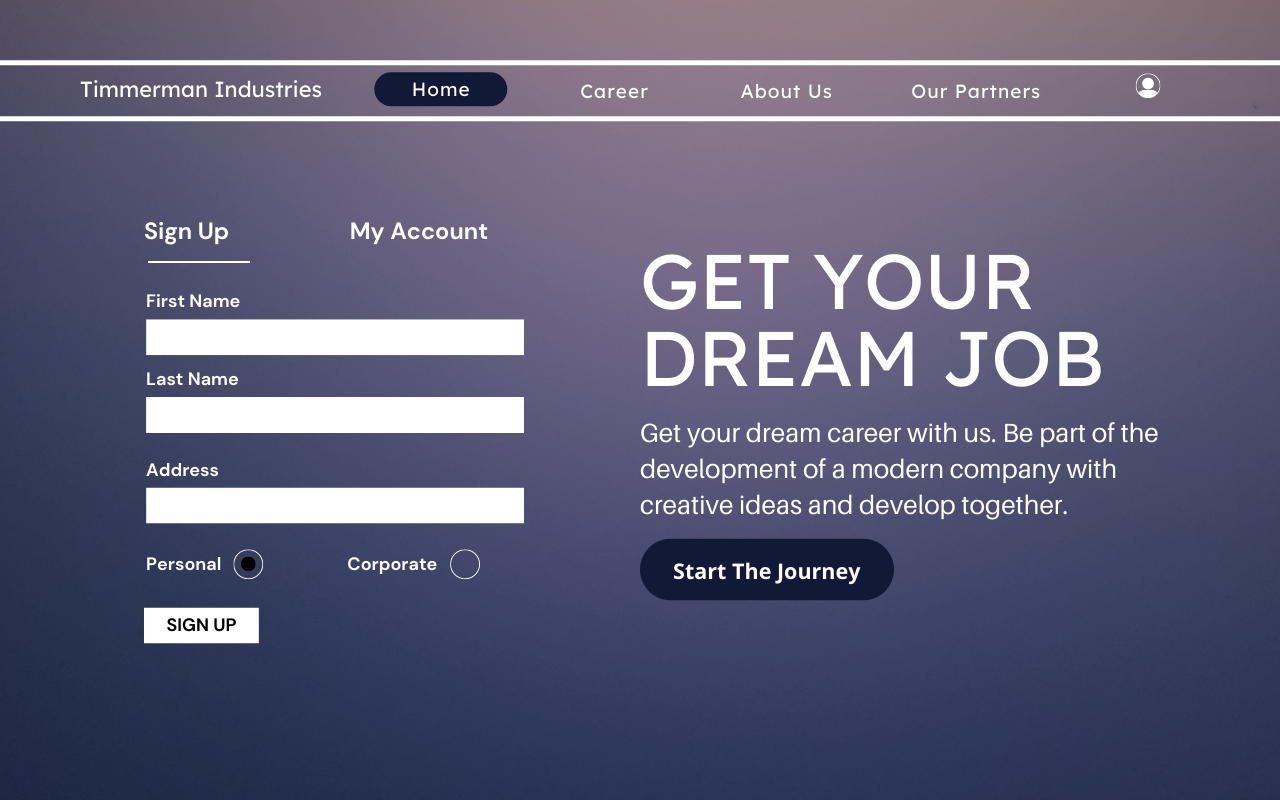 Timmerman Industries
Home
Career
About Us
Our Partners
Sign Up
My Account
First Name
Last Name
Address
Personal
Corporate
SIGN UP
GET YOUR
DREAM JOB
Get your dream career with us. Be part of the
development of a modern company with
creative ideas and develop together.
Start The Journey